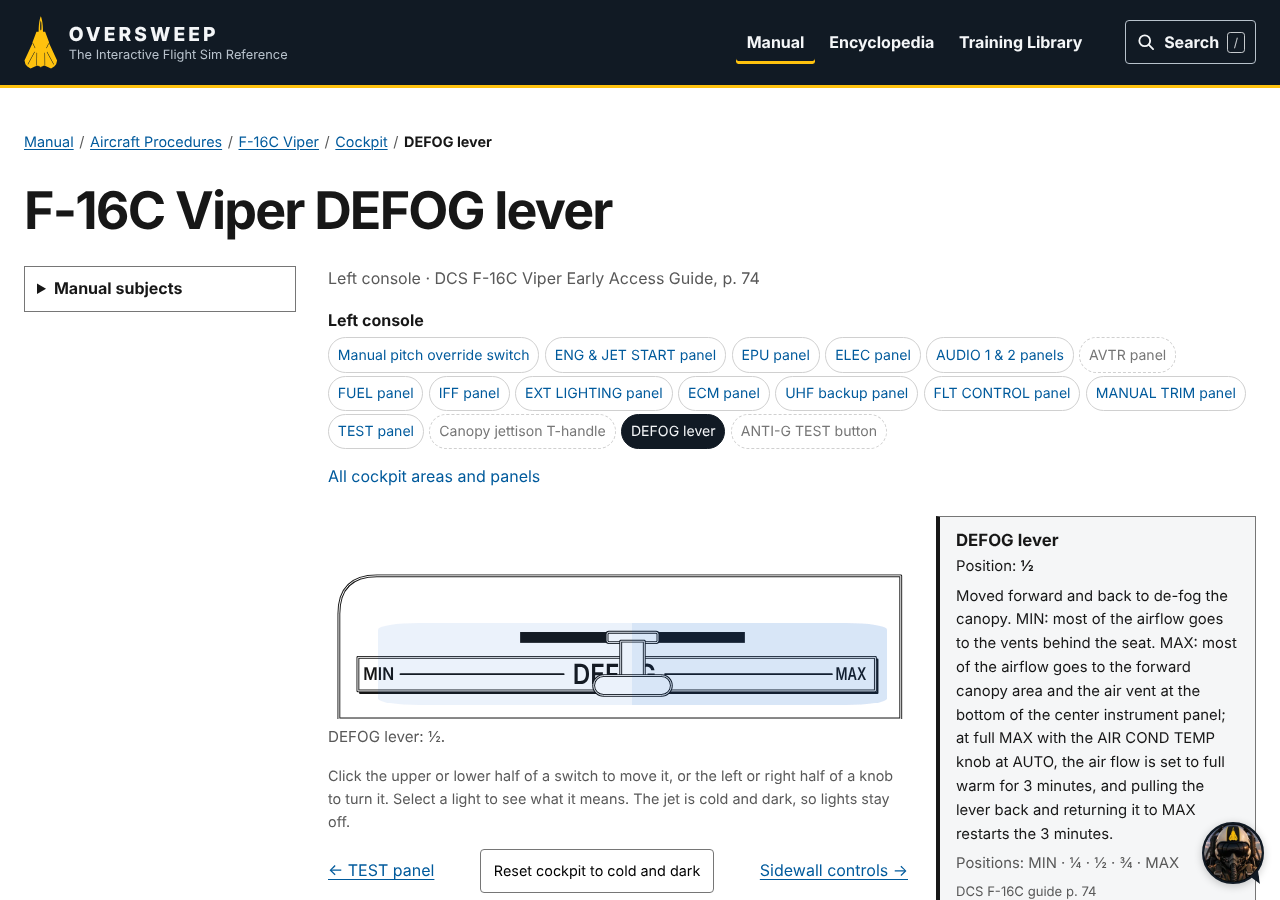 OVERSWEEP
The Interactive Flight Sim Reference
Manual
Encyclopedia
Training Library
Search /
Manual / Aircraft Procedures / F-16C Viper / Cockpit / DEFOG lever
F-16C Viper DEFOG lever
Manual subjects
Left console · DCS F-16C Viper Early Access Guide, p. 74
Left console
Manual pitch override switch
ENG & JET START panel
EPU panel
ELEC panel
AUDIO 1 & 2 panels
AVTR panel
FUEL panel
IFF panel
EXT LIGHTING panel
ECM panel
UHF backup panel
FLT CONTROL panel
MANUAL TRIM panel
TEST panel
Canopy jettison T-handle
DEFOG lever
ANTI-G TEST button
All cockpit areas and panels
MIN
MAX
DEFOG lever: ½.
Click the upper or lower half of a switch to move it, or the left or right half of a knob
to turn it. Select a light to see what it means. The jet is cold and dark, so lights stay
off.
← TEST panel
Reset cockpit to cold and dark
Sidewall controls →
DEFOG lever
Position: ½
Moved forward and back to de-fog the
canopy. MIN: most of the airflow goes
to the vents behind the seat. MAX: most
of the airflow goes to the forward
canopy area and the air vent at the
bottom of the center instrument panel;
at full MAX with the AIR COND TEMP
knob at AUTO, the air flow is set to full
warm for 3 minutes, and pulling the
lever back and returning it to MAX
restarts the 3 minutes.
Positions: MIN · ¼ · ½ · ¾ · MAX
DCS F-16C guide p. 74